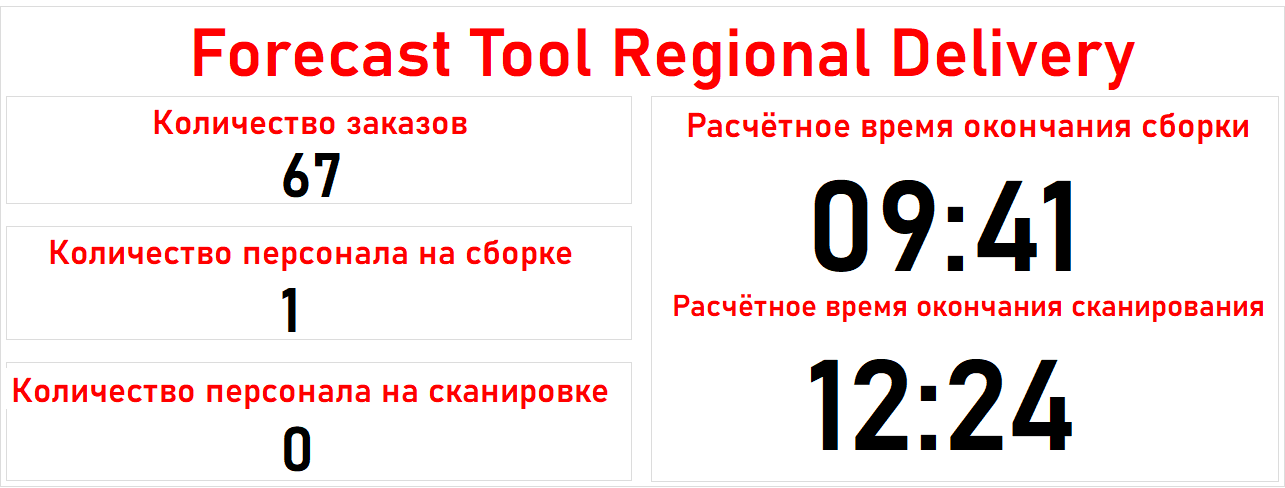 Forecast Tool Regional Delivery
Количество заказов
67
Количество персонала на сборке
1
Количество персонала на сканировке
0
Расчётное время окончания сборки
09:41
Расчётное время окончания сканирования
12:24